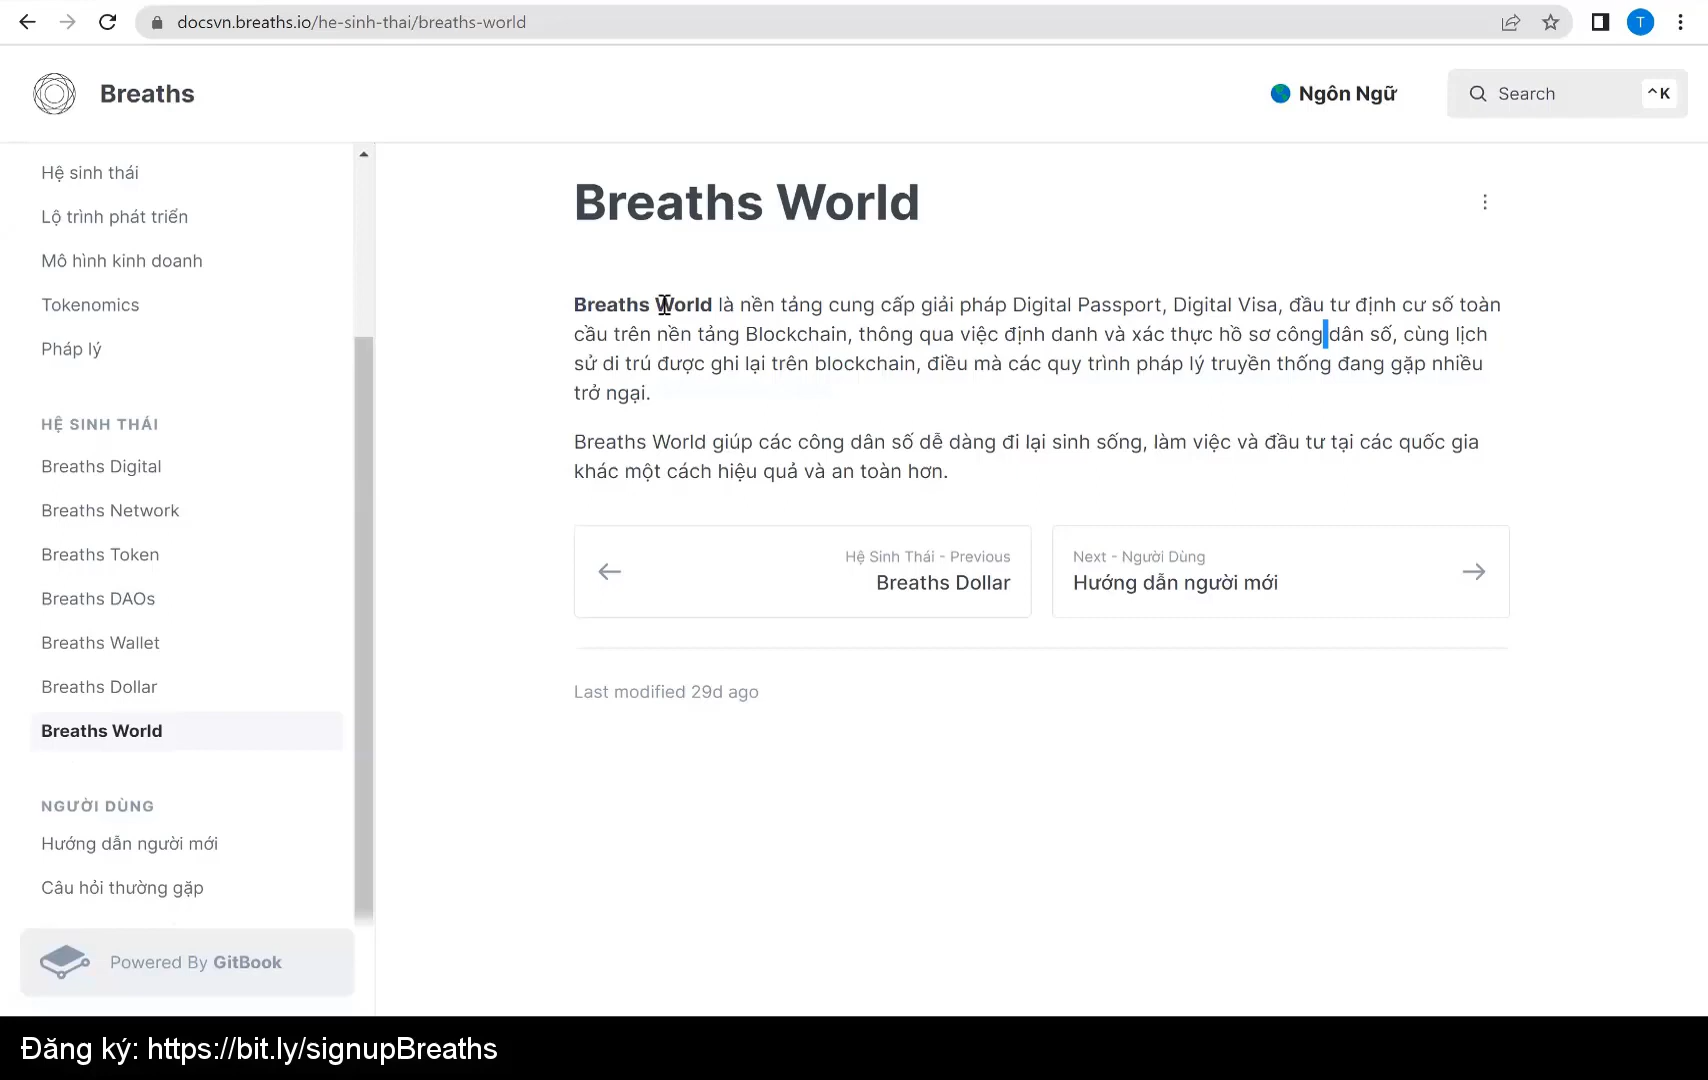 docsvn.breaths.io/he-sinh-thai/breaths-world
T
Breaths
Ngôn Ngữ
Search
^K
Hệ sinh thái
Lộ trình phát triển
Mô hình kinh doanh
Tokenomics
Pháp lý
HỆ SINH THÁI
Breaths Digital
Breaths Network
Breaths Token
Breaths DAOs
Breaths Wallet
Breaths Dollar
Breaths World
NGƯỜI DÙNG
Hướng dẫn người mới
Câu hỏi thường gặp
Powered By GitBook
Breaths World
Breaths World là nền tảng cung cấp giải pháp Digital Passport, Digital Visa, đầu tư định cư số toàn
cầu trên nền tảng Blockchain, thông qua việc định danh và xác thực hồ sơ công dân số, cùng lịch
sử di trú được ghi lại trên blockchain, điều mà các quy trình pháp lý truyền thống đang gặp nhiều
trở ngại.
Breaths World giúp các công dân số dễ dàng đi lại sinh sống, làm việc và đầu tư tại các quốc gia
khác một cách hiệu quả và an toàn hơn.
Hệ Sinh Thái - Previous
Breaths Dollar
Next - Người Dùng
Hướng dẫn người mới
Last modified 29d ago
Đăng ký: https://bit.ly/signupBreaths